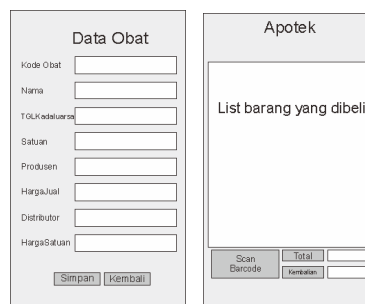 Data Obat
Kode Obat
Nama
TGLKadaluarsa
Satuan
Produsen
HargaJual
Distributor
HargaSatuan
Simpan
Kembali
Apotek
List barang yang dibeli
Scan
Barcode
Total
Kembalian